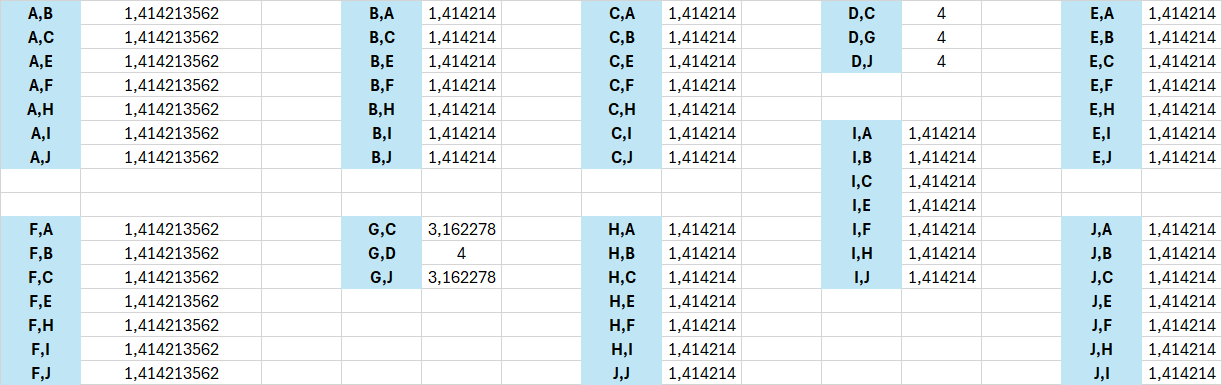 A,B 1,414213562 B,A 1,414214 C,A 1,414214 D,C 4 E,A 1,414214
A,C 1,414213562 B,C 1,414214 C,B 1,414214 D,G 4 E,B 1,414214
A,E 1,414213562 B,E 1,414214 C,E 1,414214 D,J 4 E,C 1,414214
A,F 1,414213562 B,F 1,414214 C,F 1,414214 E,F 1,414214
A,H 1,414213562 B,H 1,414214 C,H 1,414214 E,H 1,414214
A,I 1,414213562 B,I 1,414214 C,I 1,414214 I,A 1,414214 E,I 1,414214
A,J 1,414213562 B,J 1,414214 C,J 1,414214 I,B 1,414214 E,J 1,414214
I,C 1,414214
I,E 1,414214
F,A 1,414213562 G,C 3,162278 H,A 1,414214 I,F 1,414214 J,A 1,414214
F,B 1,414213562 G,D 4 H,B 1,414214 I,H 1,414214 J,B 1,414214
F,C 1,414213562 G,J 3,162278 H,C 1,414214 I,J 1,414214 J,C 1,414214
F,E 1,414213562 H,E 1,414214 J,E 1,414214
F,H 1,414213562 H,F 1,414214 J,F 1,414214
F,I 1,414213562 H,I 1,414214 J,H 1,414214
F,J 1,414213562 J,J 1,414214 J,I 1,414214